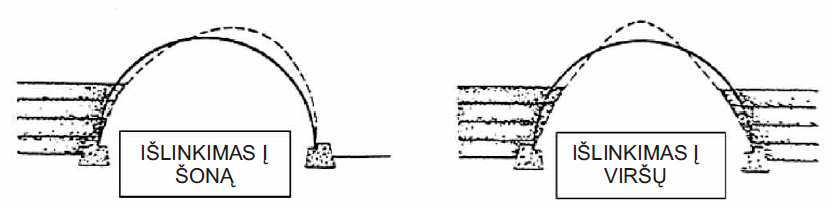 IŠLINKIMAS Į
ŠONĄ
IŠLINKIMAS Į
VIRŠŲ